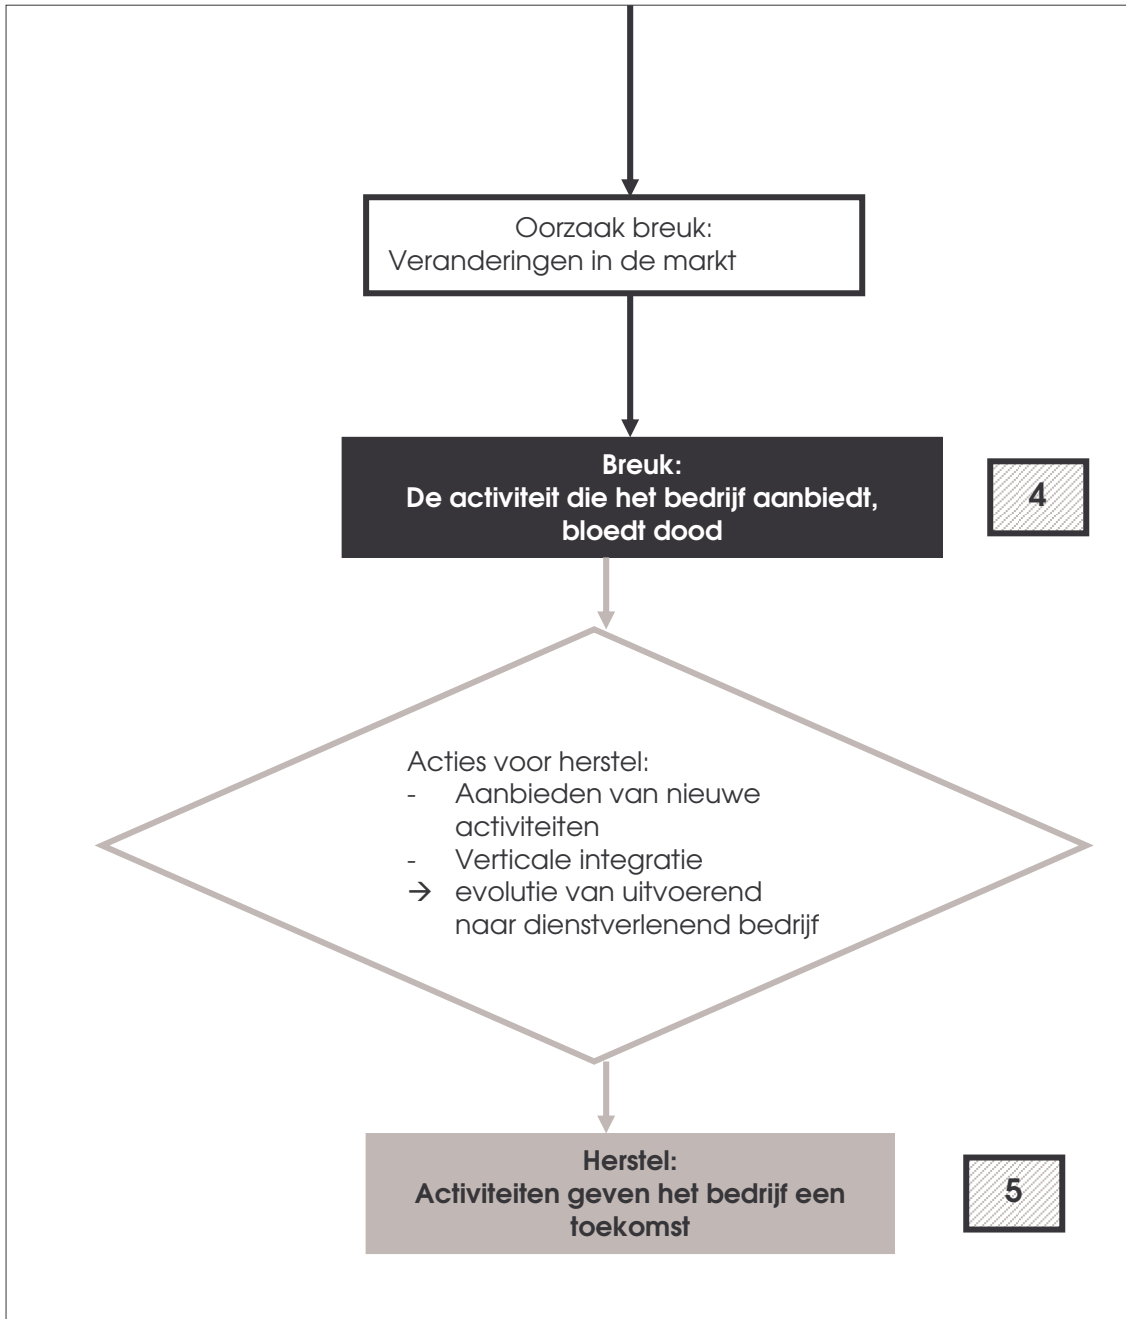 Oorzaak breuk:
Veranderingen in de markt
Breuk:
De activiteit die het bedrijf aanbiedt,
bloedt dood
4
Acties voor herstel:
- Aanbieden van nieuwe
activiteiten
- Verticale integratie
→ evolutie van uitvoerend
naar dienstverlenend bedrijf
Herstel:
Activiteiten geven het bedrijf een
toekomst
5